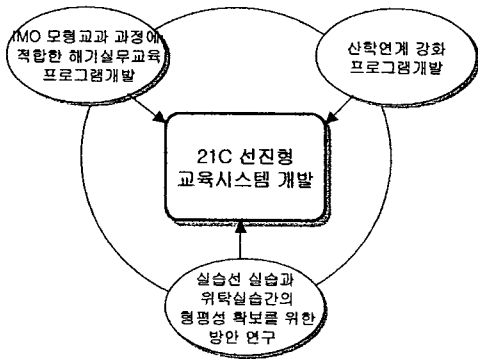 IMO 모형교과 과정에
적합한 해기실무교육
프로그램개발
산학연계 강화
프로그램개발
21C 선진형
교육시스템 개발
실습선 실습과
위탁실습간의
형평성 확보를 위한
방안 연구